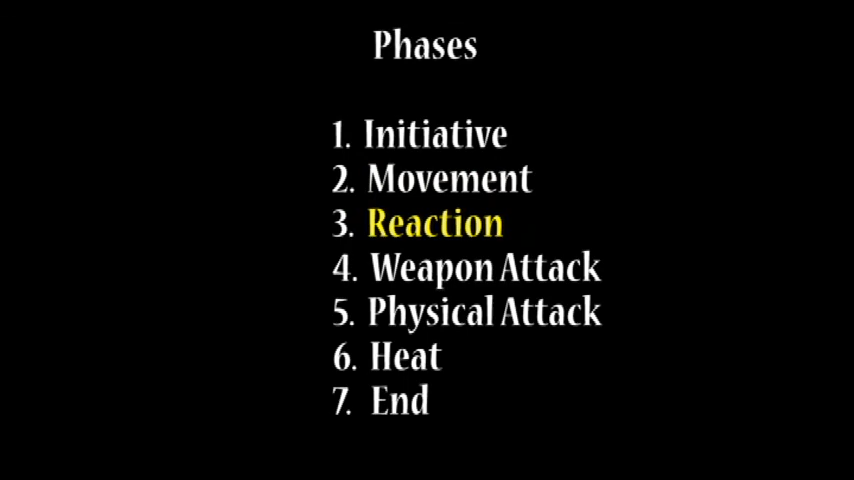 Phases
1. Initiative
2. Movement
3. Reaction
4. Weapon Attack
5. Physical Attack
6. Heat
7. End